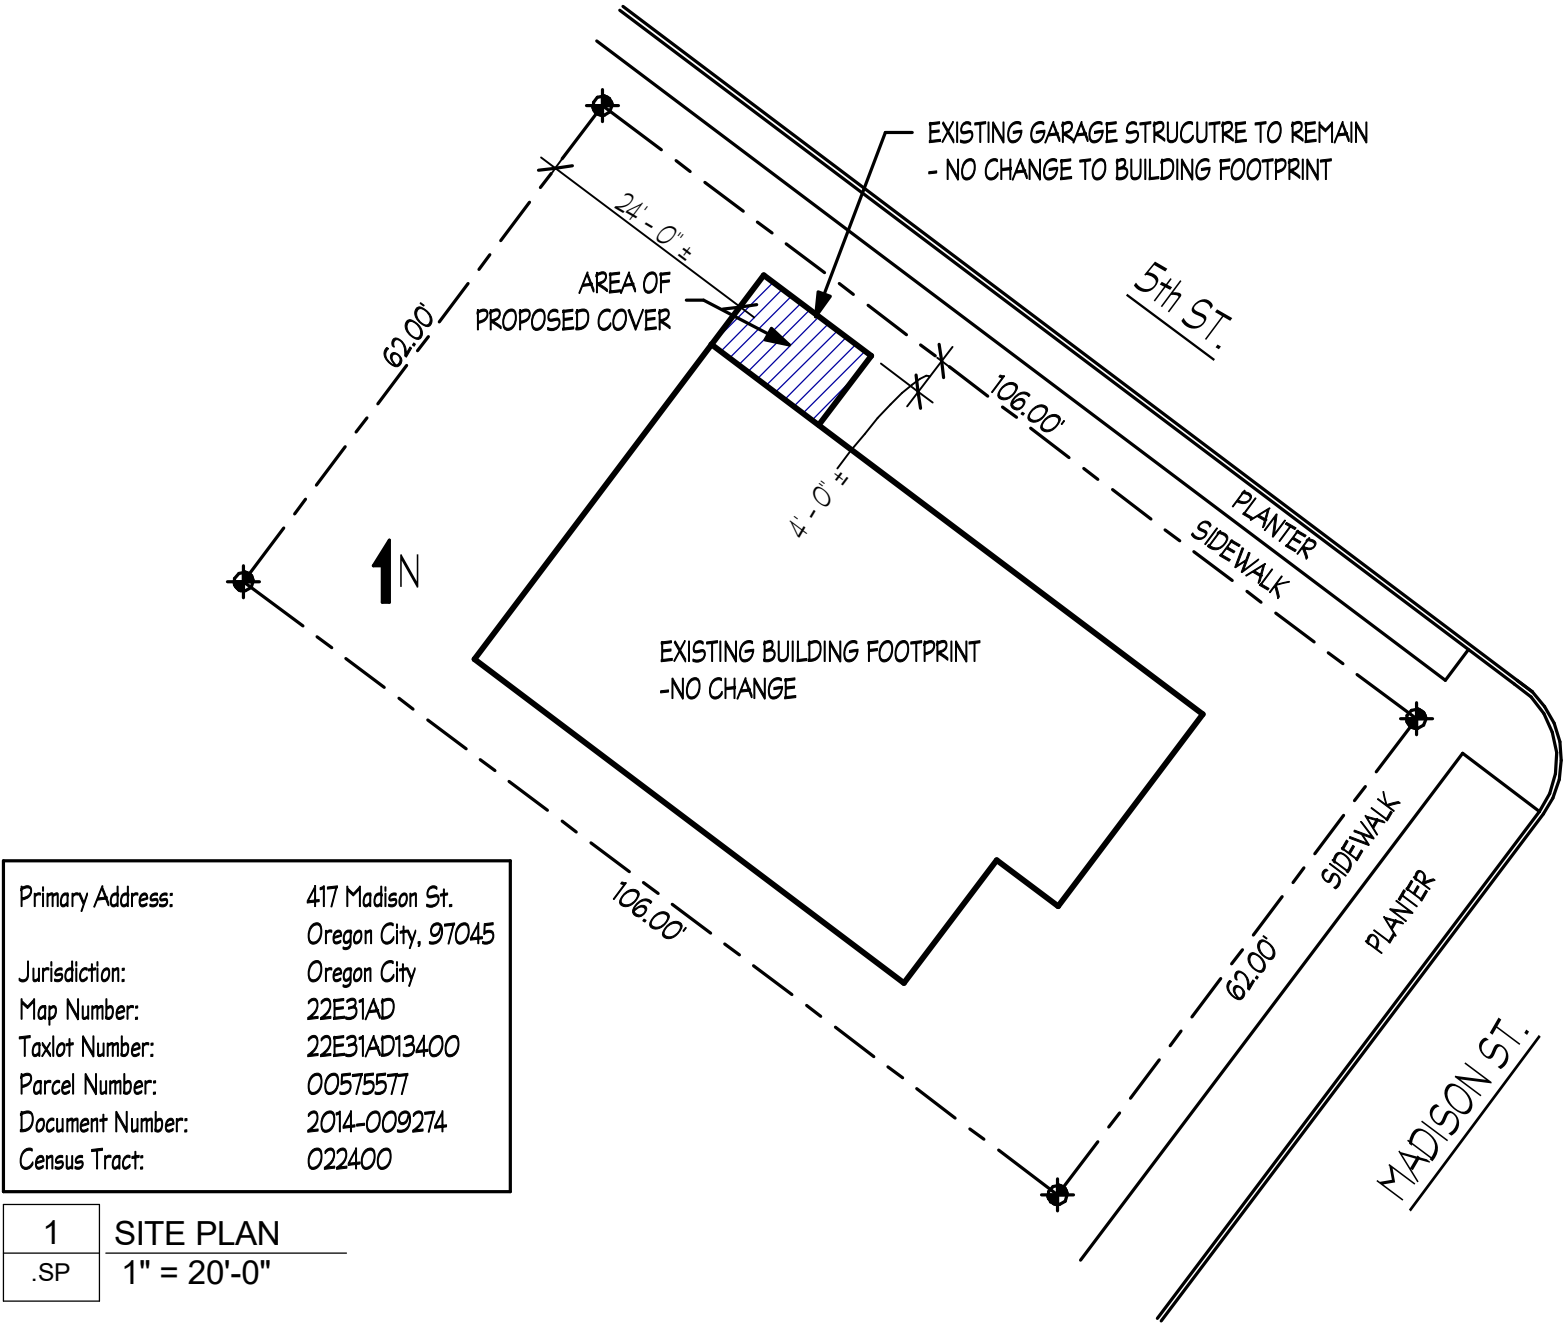 EXISTING GARAGE STRUCUTRE TO REMAIN
- NO CHANGE TO BUILDING FOOTPRINT
24'-0" ±
5th ST.
AREA OF
PROPOSED COVER
62.00'
106.00'
4'-0" ±
PLANTER
SIDEWALK
N
EXISTING BUILDING FOOTPRINT
-NO CHANGE
SIDEWALK
PLANTER
106.00'
62.00'
MADISON ST.
Primary Address: 417 Madison St.
Oregon City, 97045
Jurisdiction: Oregon City
Map Number: 22E31AD
Taxlot Number: 22E31AD13400
Parcel Number: 00575577
Document Number: 2014-009274
Census Tract: 022400
1 SITE PLAN
.SP 1" = 20'-0"